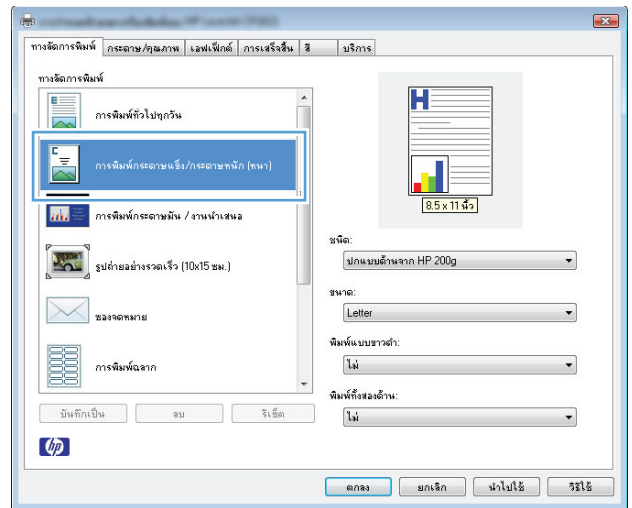 ทางลัดการพิมพ์ กระดาษ/คุณภาพ เอฟเฟ็กต์ การเสร็จสิ้น สี บริการ
ทางลัดการพิมพ์
การพิมพ์ทั่วไปทุกวัน
การพิมพ์กระดาษแข็ง/กระดาษหนัก (หนา)
การพิมพ์กระดาษมัน / งานนำเสนอ
รูปถ่ายอย่างรวดเร็ว (10x15 ซม.)
ซองจดหมาย
การพิมพ์ฉลาก
บันทึกเป็น ลบ รีเซ็ต
8.5 x 11 นิ้ว
ชนิด:
ปกแบบด้านจาก HP 200g
ขนาด:
Letter
พิมพ์แบบขาวดำ:
ไม่
พิมพ์ทั้งสองด้าน:
ไม่
hp
ตกลง ยกเลิก นำไปใช้ วิธีใช้